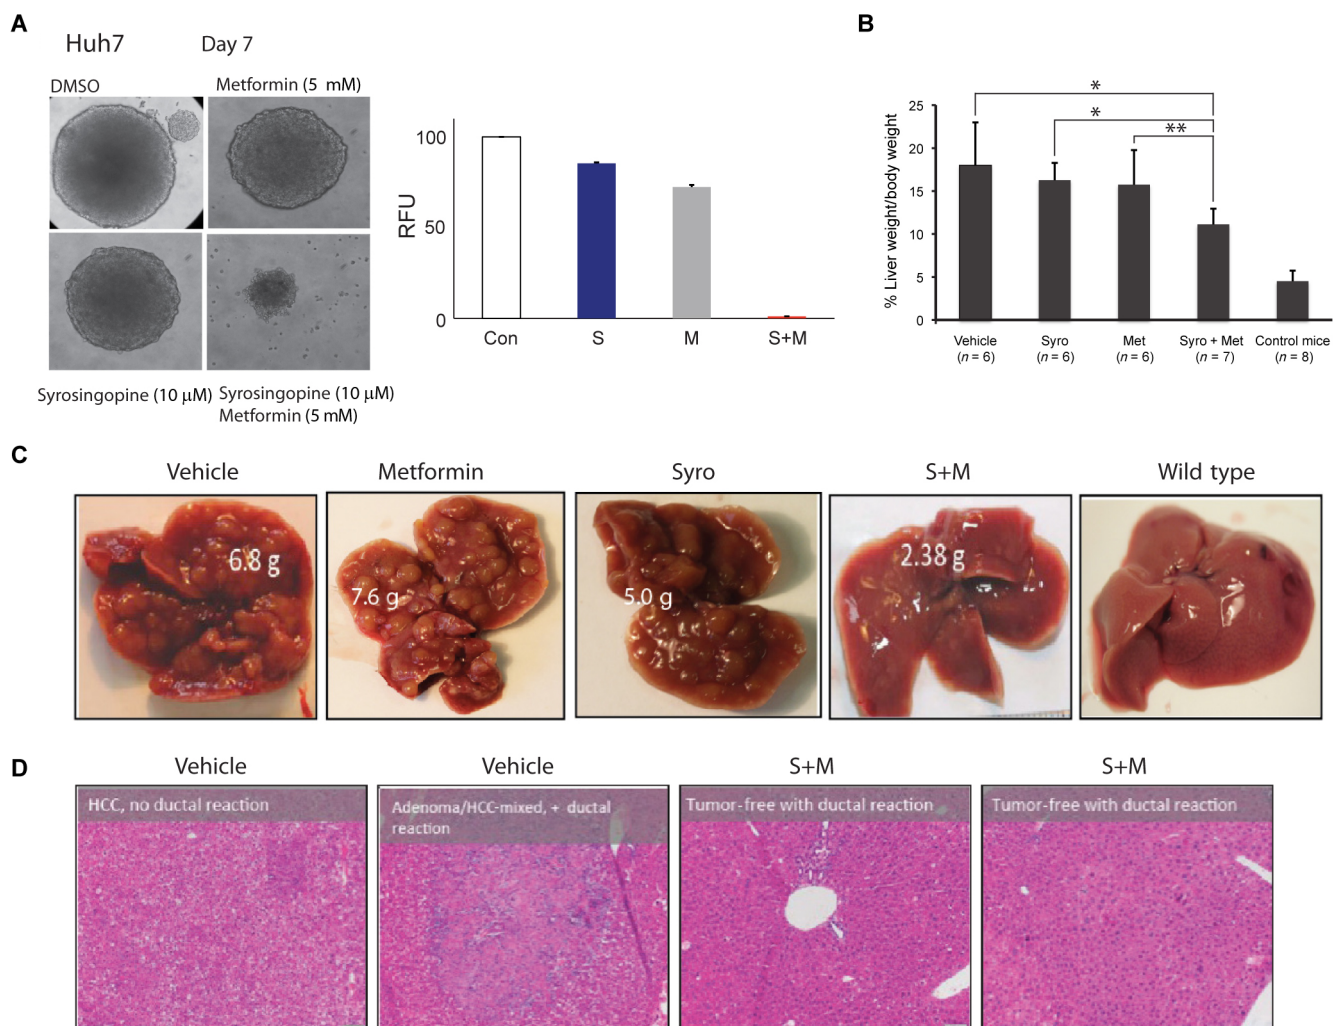 A
Huh7
Day 7
DMSO
Metformin (5 mM)
Syrosingopine (10 μM)
Syrosingopine (10 μM)
Metformin (5 mM)
RFU
100
50
0
Con
S
M
S+M
B
% Liver weight/body weight
25
20
15
10
5
0
*
*
**
Vehicle
(n = 6)
Syro
(n = 6)
Met
(n = 6)
Syro + Met
(n = 7)
Control mice
(n = 8)
C
Vehicle
Metformin
Syro
S+M
Wild type
6.8 g
7.6 g
5.0 g
2.38 g
D
Vehicle
Vehicle
S+M
S+M
HCC, no ductal reaction
Adenoma/HCC-mixed, + ductal
reaction
Tumor-free with ductal reaction
Tumor-free with ductal reaction